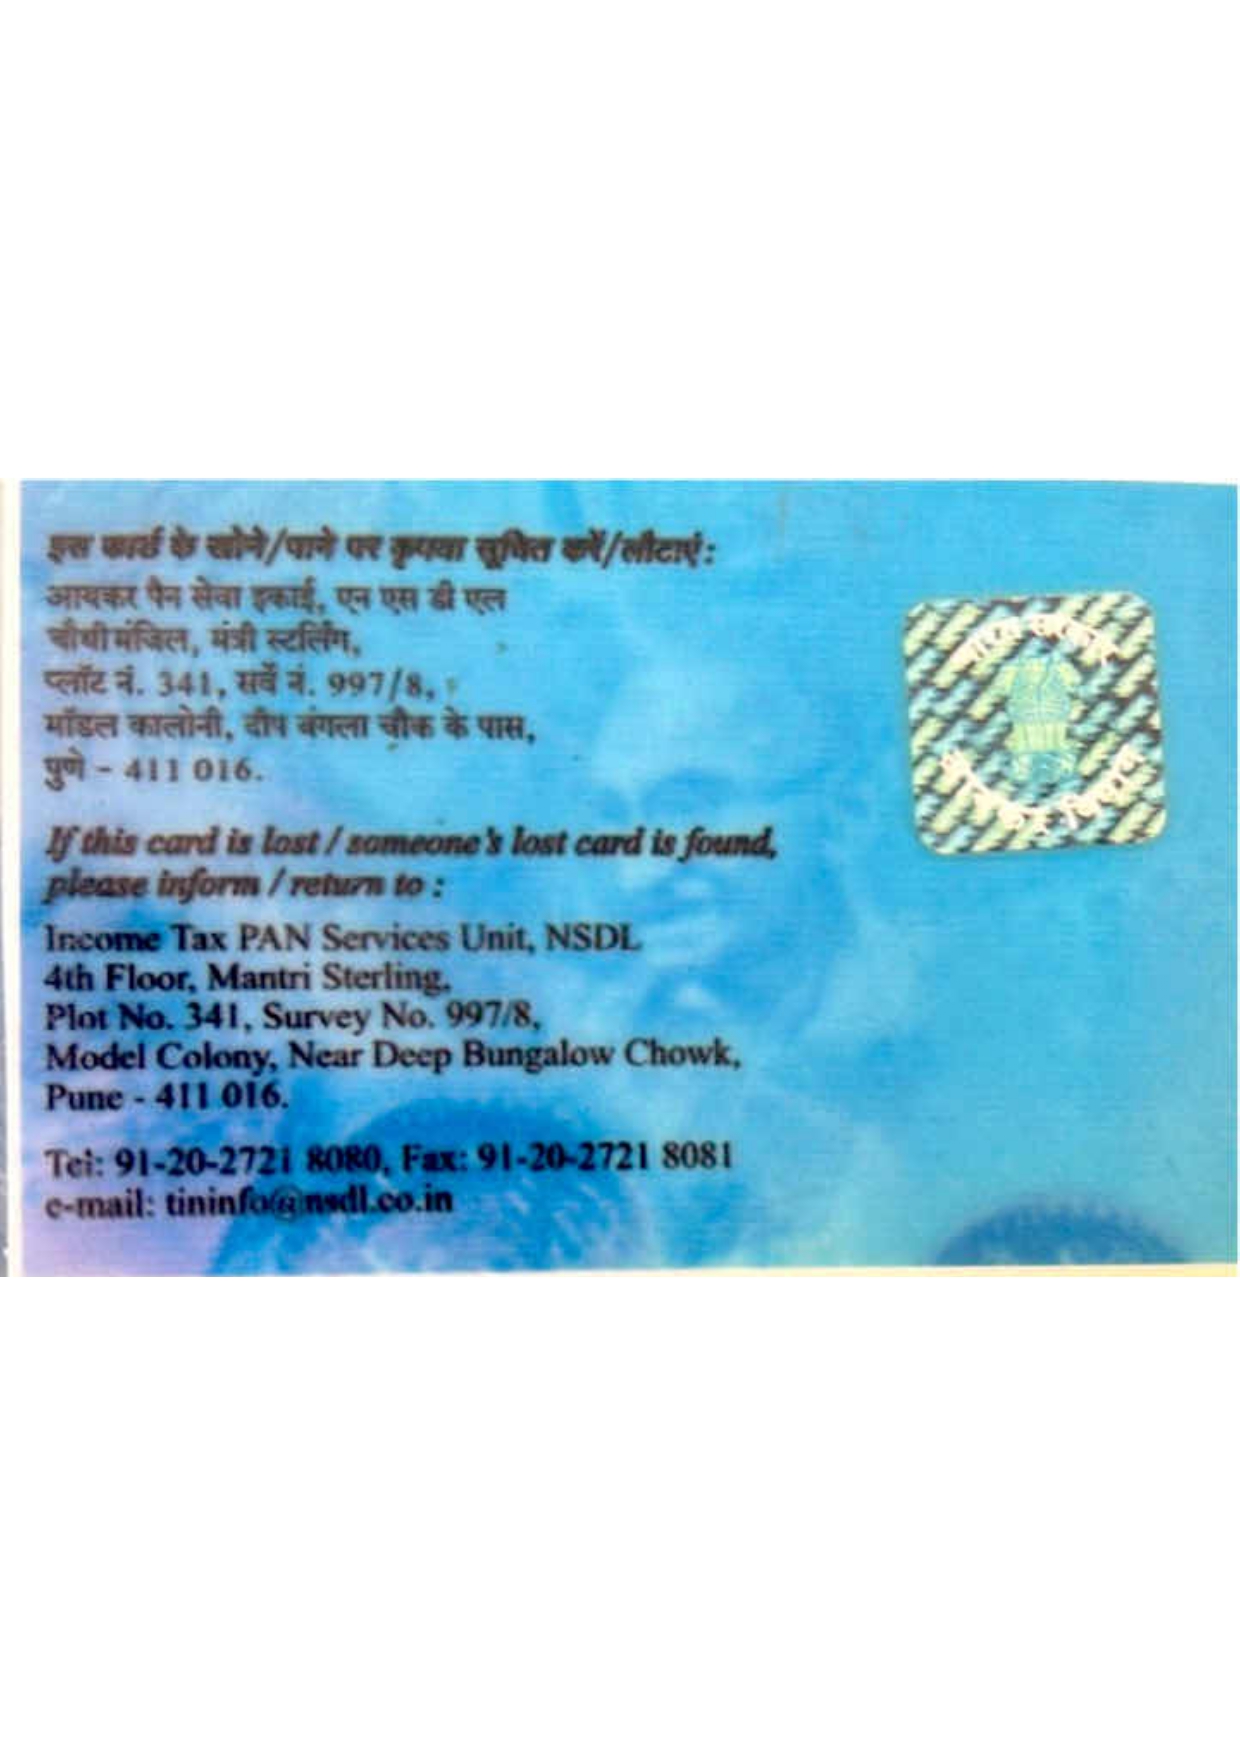 इस कार्ड के खोने/पाने पर कृपया सूचित करें/लौटाएं :
आयकर पैन सेवा इकाई, एन एस डी एल
चौथी मंजिल, मंत्री स्टर्लिंग,
प्लॉट नं. 341, सर्वे नं. 997/8,
मॉडल कालोनी, दीप बंगला चौक के पास,
पुणे - 411 016.
If this card is lost / someone's lost card is found,
please inform / return to :
Income Tax PAN Services Unit, NSDL
4th Floor, Mantri Sterling,
Plot No. 341, Survey No. 997/8,
Model Colony, Near Deep Bungalow Chowk,
Pune - 411 016.
Tel: 91-20-2721 8080, Fax: 91-20-2721 8081
e-mail: tininfo@nsdl.co.in